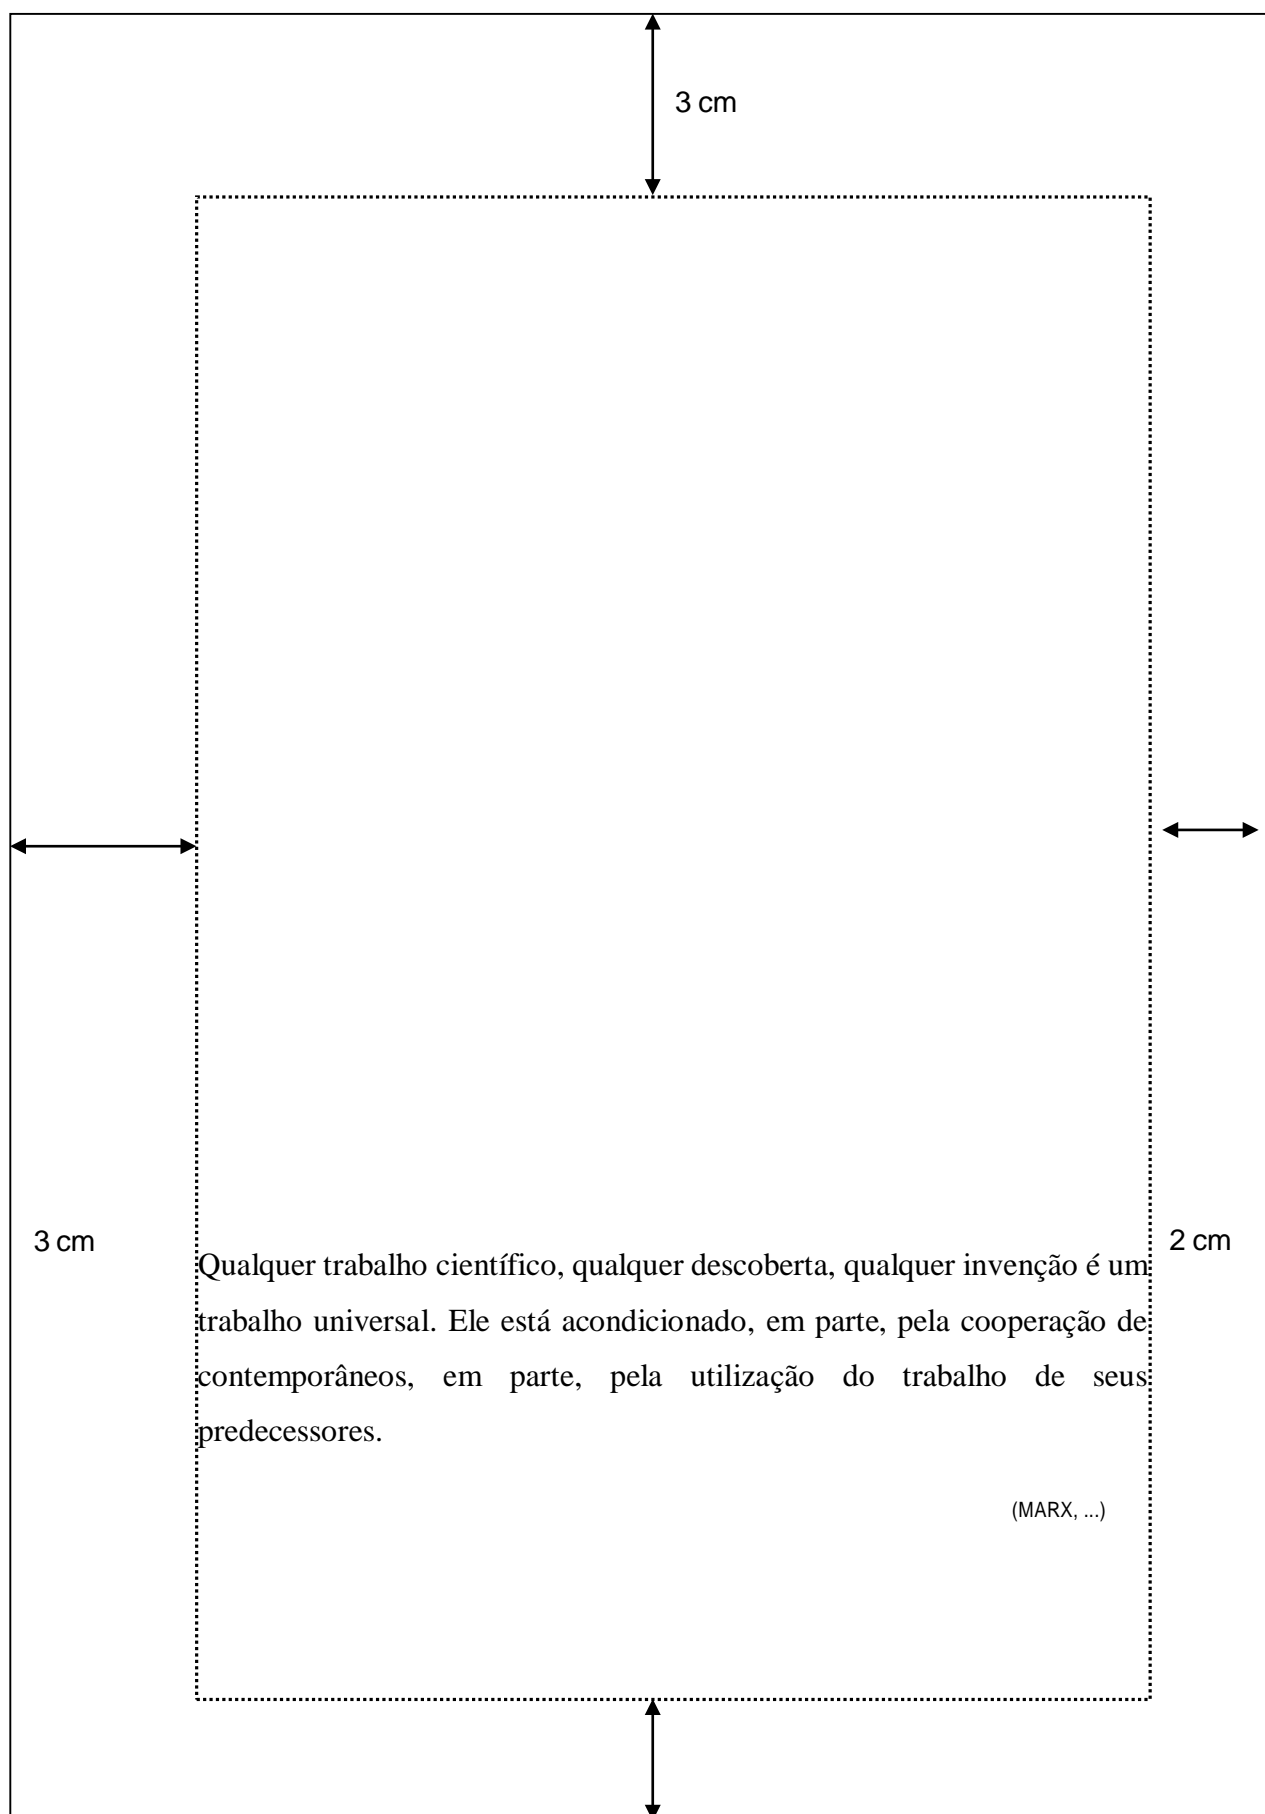 3 cm
3 cm
2 cm
Qualquer trabalho científico, qualquer descoberta, qualquer invenção é um
trabalho universal. Ele está acondicionado, em parte, pela cooperação de
contemporâneos, em parte, pela utilização do trabalho de seus
predecessores.
(MARX, ...)